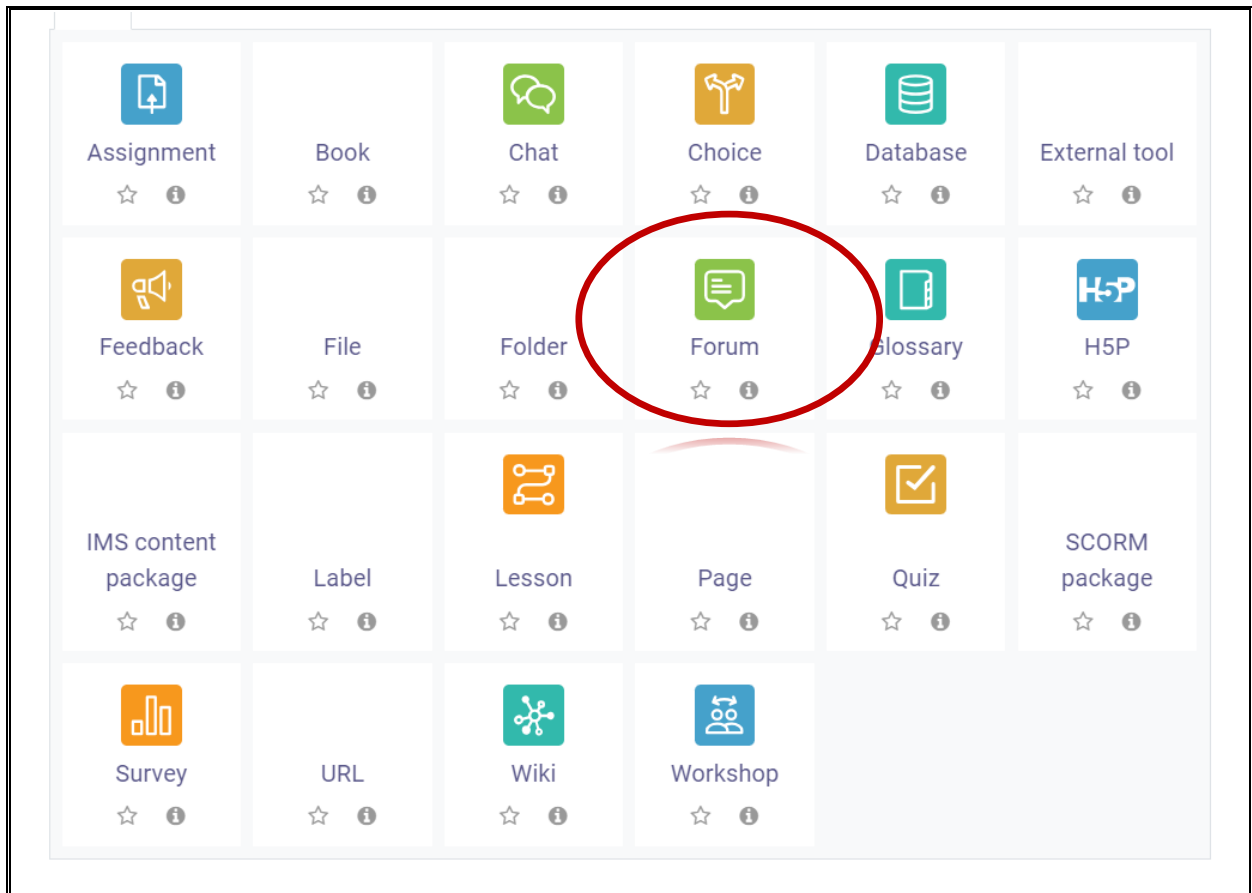 Assignment Book Chat Choice Database External tool
Feedback File Folder Forum Glossary H5P
H5P
IMS content package Label Lesson Page Quiz SCORM package
Survey URL Wiki Workshop